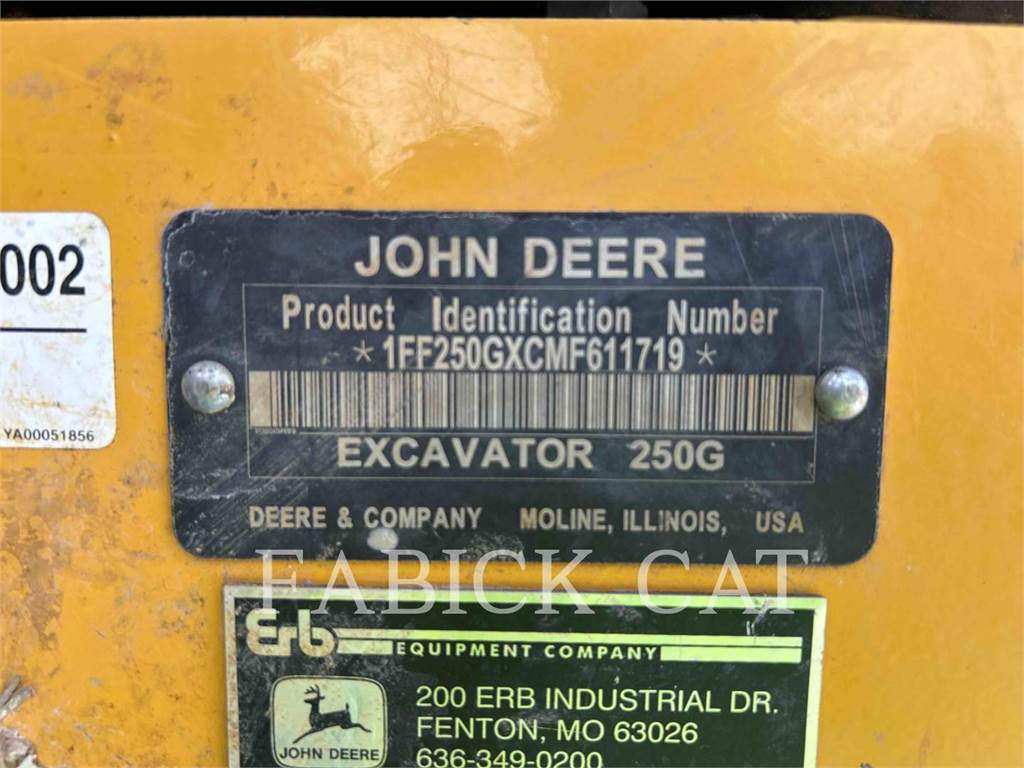 002
YA00051856
JOHN DEERE
Product Identification Number
*1FF250GXCMF611719*
EXCAVATOR 250G
DEERE & COMPANY MOLINE, ILLINOIS, USA
FABICK CAT
Erb
EQUIPMENT COMPANY
JOHN DEERE
200 ERB INDUSTRIAL DR.
FENTON, MO 63026
636-349-0200